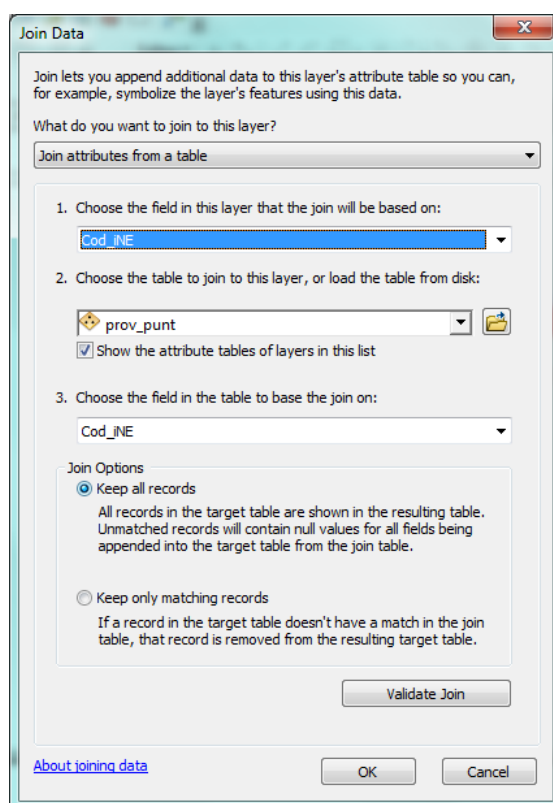 Join Data
Join lets you append additional data to this layer's attribute table so you can,
for example, symbolize the layer's features using this data.
What do you want to join to this layer?
Join attributes from a table
1. Choose the field in this layer that the join will be based on:
Cod_iNE
2. Choose the table to join to this layer, or load the table from disk:
prov_punt
Show the attribute tables of layers in this list
3. Choose the field in the table to base the join on:
Cod_iNE
Join Options
Keep all records
All records in the target table are shown in the resulting table.
Unmatched records will contain null values for all fields being
appended into the target table from the join table.
Keep only matching records
If a record in the target table doesn't have a match in the join
table, that record is removed from the resulting target table.
Validate Join
About joining data
OK
Cancel